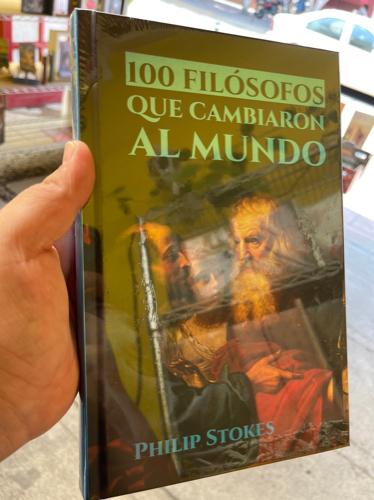 100 FILÓSOFOS
QUE CAMBIARON
AL MUNDO
PHILIP STOKES